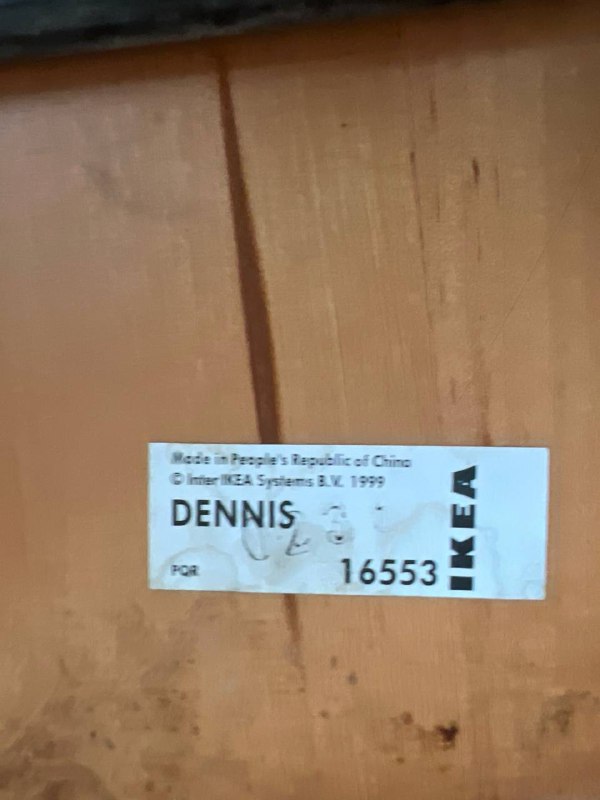 Made in People's Republic of China
© Inter IKEA Systems B.V. 1999
DENNIS
PQR
16553
IKEA